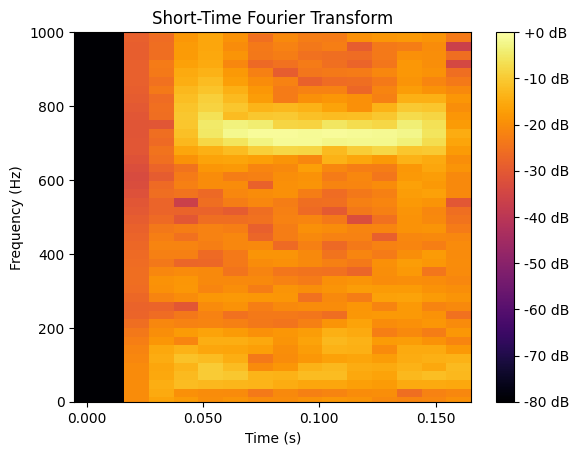 Short-Time Fourier Transform
1000
800
600
400
200
0
Frequency (Hz)
0.000
0.050
0.100
0.150
Time (s)
+0 dB
-10 dB
-20 dB
-30 dB
-40 dB
-50 dB
-60 dB
-70 dB
-80 dB